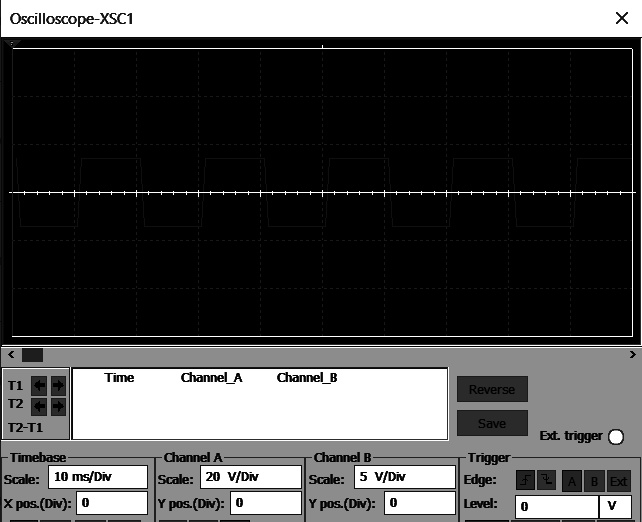 Oscilloscope-XSC1
Time Channel_A Channel_B
T1
T2
T2-T1
Reverse
Save
Ext. trigger
Timebase
Scale: 10 ms/Div
X pos.(Div): 0
Channel A
Scale: 20 V/Div
Y pos.(Div): 0
Channel B
Scale: 5 V/Div
Y pos.(Div): 0
Trigger
Edge: A B Ext
Level: 0 V